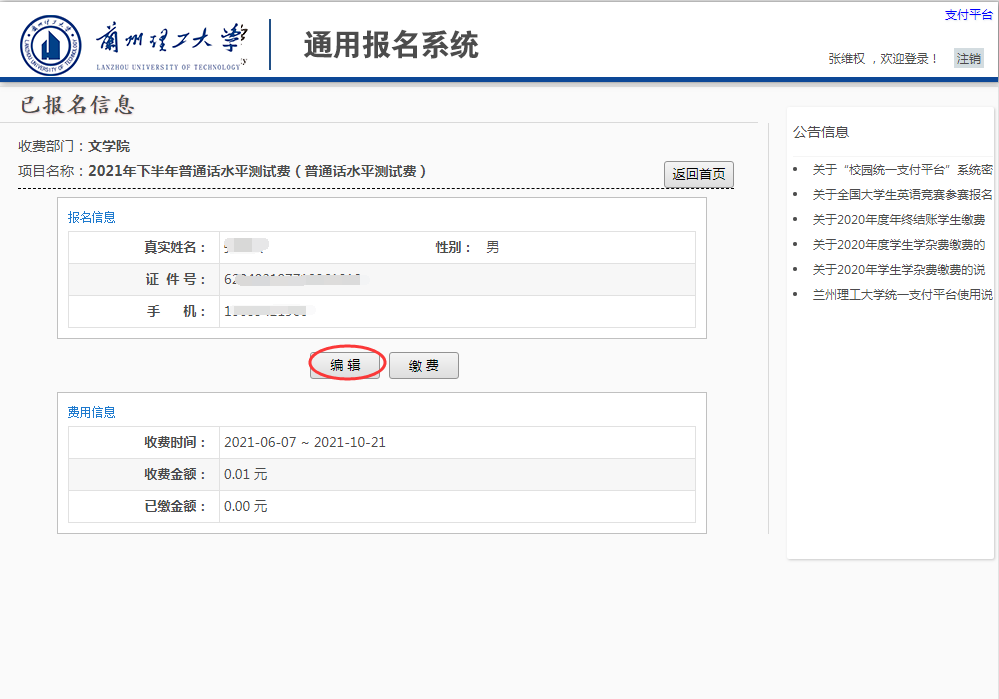 支付平台
兰州理工大学
LANZHOU UNIVERSITY OF TECHNOLOGY
通用报名系统
张维权 ，欢迎登录！ 注销
已报名信息
收费部门：文学院
项目名称：2021年下半年普通话水平测试费（普通话水平测试费）
返回首页
报名信息
真实姓名：
性别： 男
证 件 号：
手 机：
编 辑 缴 费
费用信息
收费时间： 2021-06-07 ~ 2021-10-21
收费金额： 0.01 元
已缴金额： 0.00 元
公告信息
关于“校园统一支付平台”系统密
关于全国大学生英语竞赛参赛报名
关于2020年度年终结账学生缴费
关于2020年度学生学杂费缴费的
关于2020年学生学杂费缴费的说
兰州理工大学统一支付平台使用说